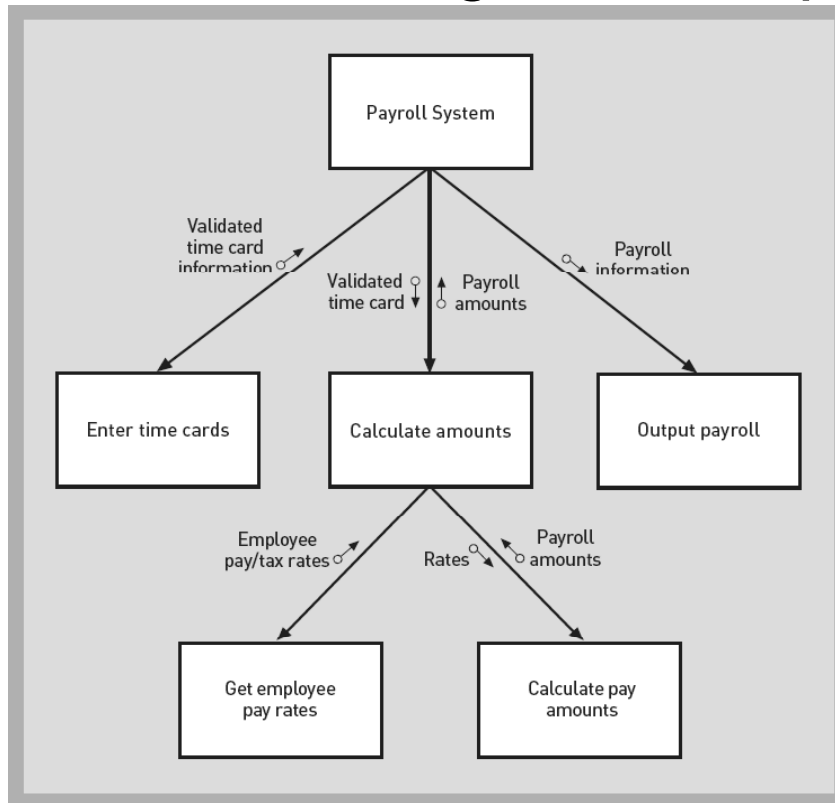 Payroll System
Validated
time card
information
Payroll
information
Validated
time card
Payroll
amounts
Enter time cards
Calculate amounts
Output payroll
Employee
pay/tax rates
Rates
Payroll
amounts
Get employee
pay rates
Calculate pay
amounts